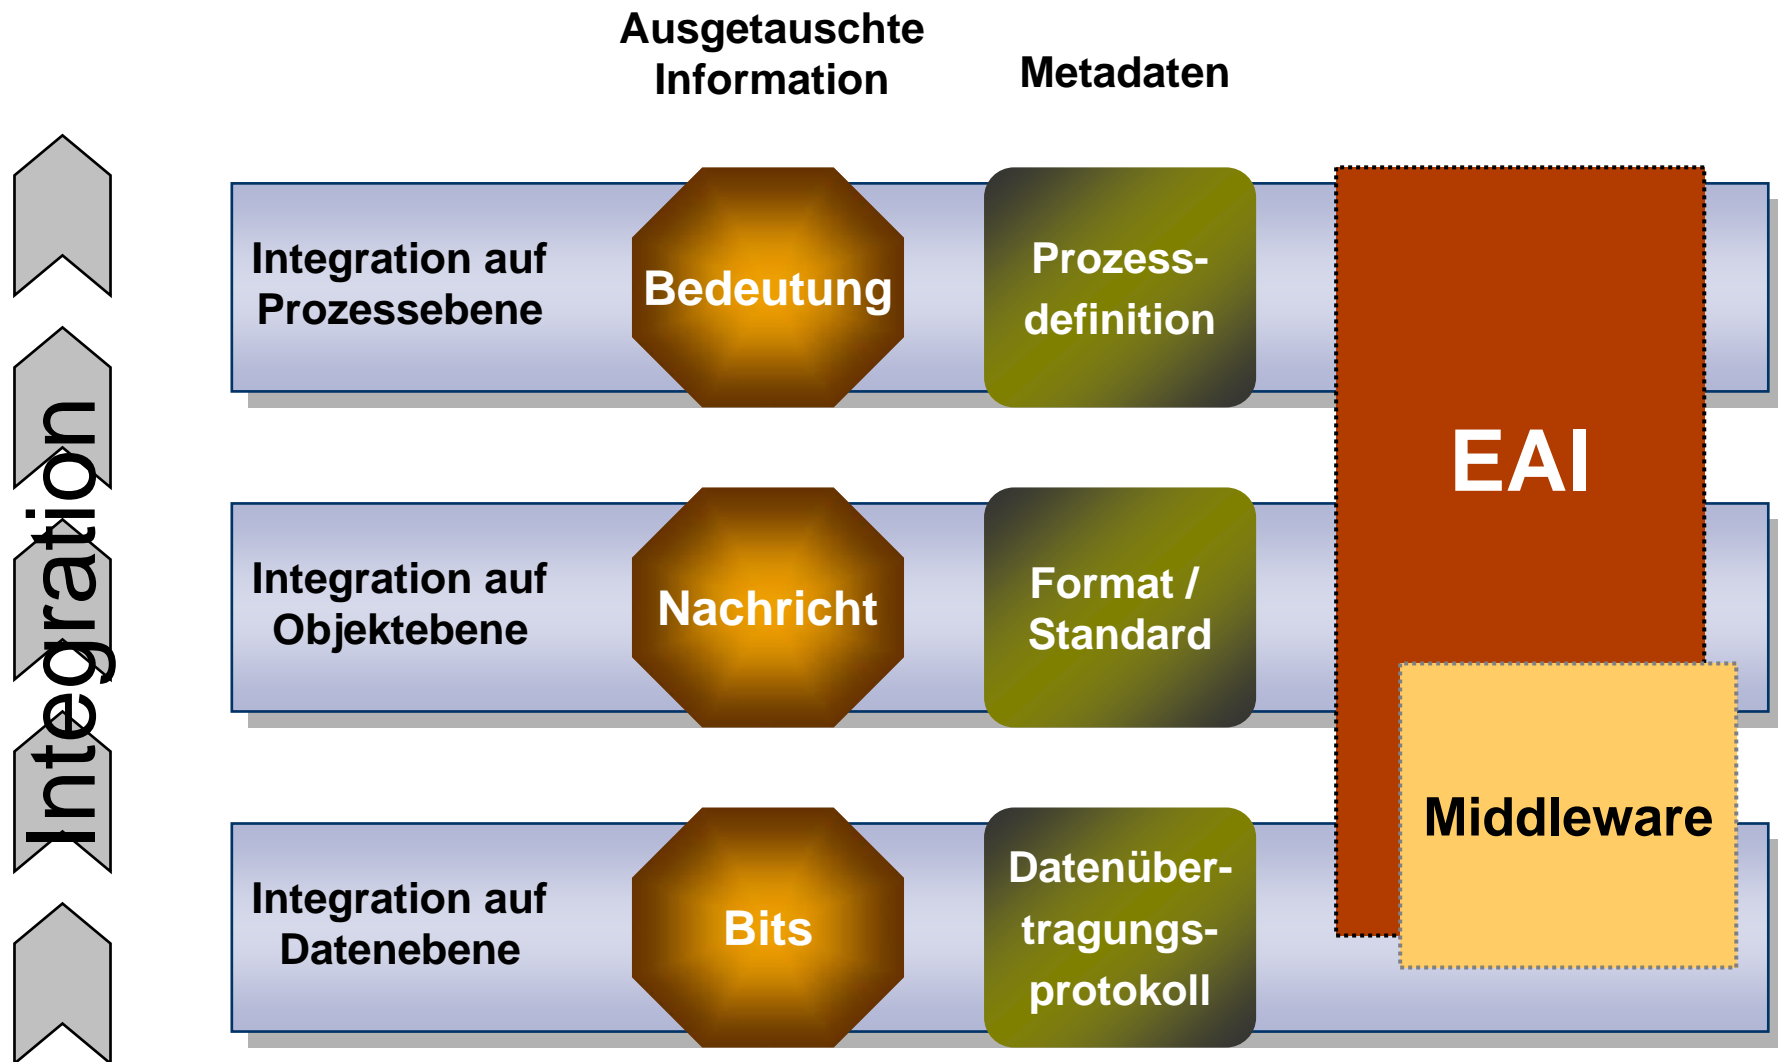 Ausgetauschte
Information
Metadaten
Integration
Integration auf
Prozessebene
Bedeutung
Prozess-
definition
EAI
Integration auf
Objektebene
Nachricht
Format /
Standard
Middleware
Integration auf
Datenebene
Bits
Datenüber-
tragungs-
protokoll